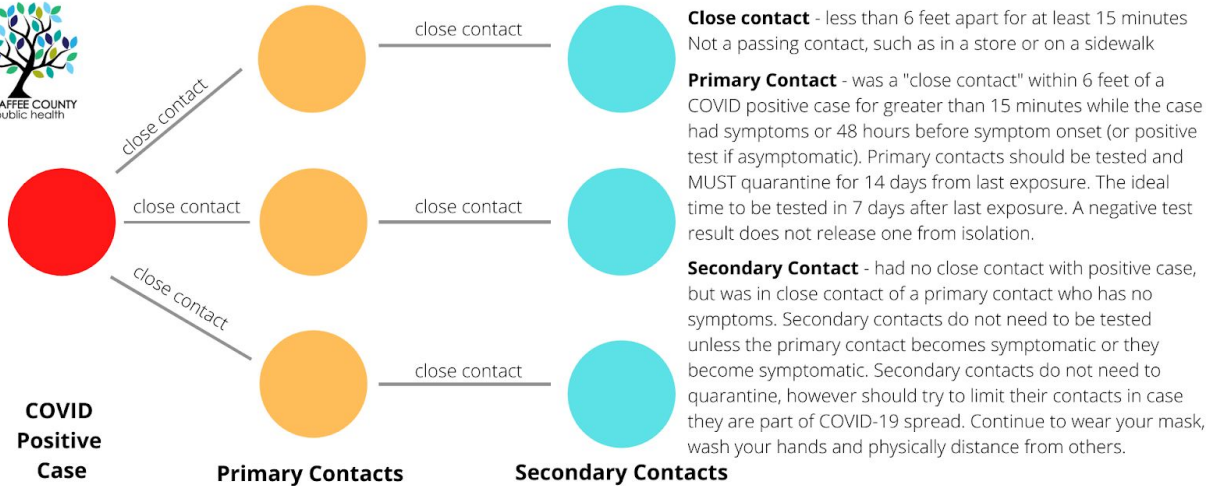 AFFEE COUNTY
public health
close contact
close contact
close contact
close contact
close contact
close contact
COVID
Positive
Case
Primary Contacts
Secondary Contacts
Close contact - less than 6 feet apart for at least 15 minutes
Not a passing contact, such as in a store or on a sidewalk
Primary Contact - was a "close contact" within 6 feet of a
COVID positive case for greater than 15 minutes while the case
had symptoms or 48 hours before symptom onset (or positive
test if asymptomatic). Primary contacts should be tested and
MUST quarantine for 14 days from last exposure. The ideal
time to be tested in 7 days after last exposure. A negative test
result does not release one from isolation.
Secondary Contact - had no close contact with positive case,
but was in close contact of a primary contact who has no
symptoms. Secondary contacts do not need to be tested
unless the primary contact becomes symptomatic or they
become symptomatic. Secondary contacts do not need to
quarantine, however should try to limit their contacts in case
they are part of COVID-19 spread. Continue to wear your mask,
wash your hands and physically distance from others.